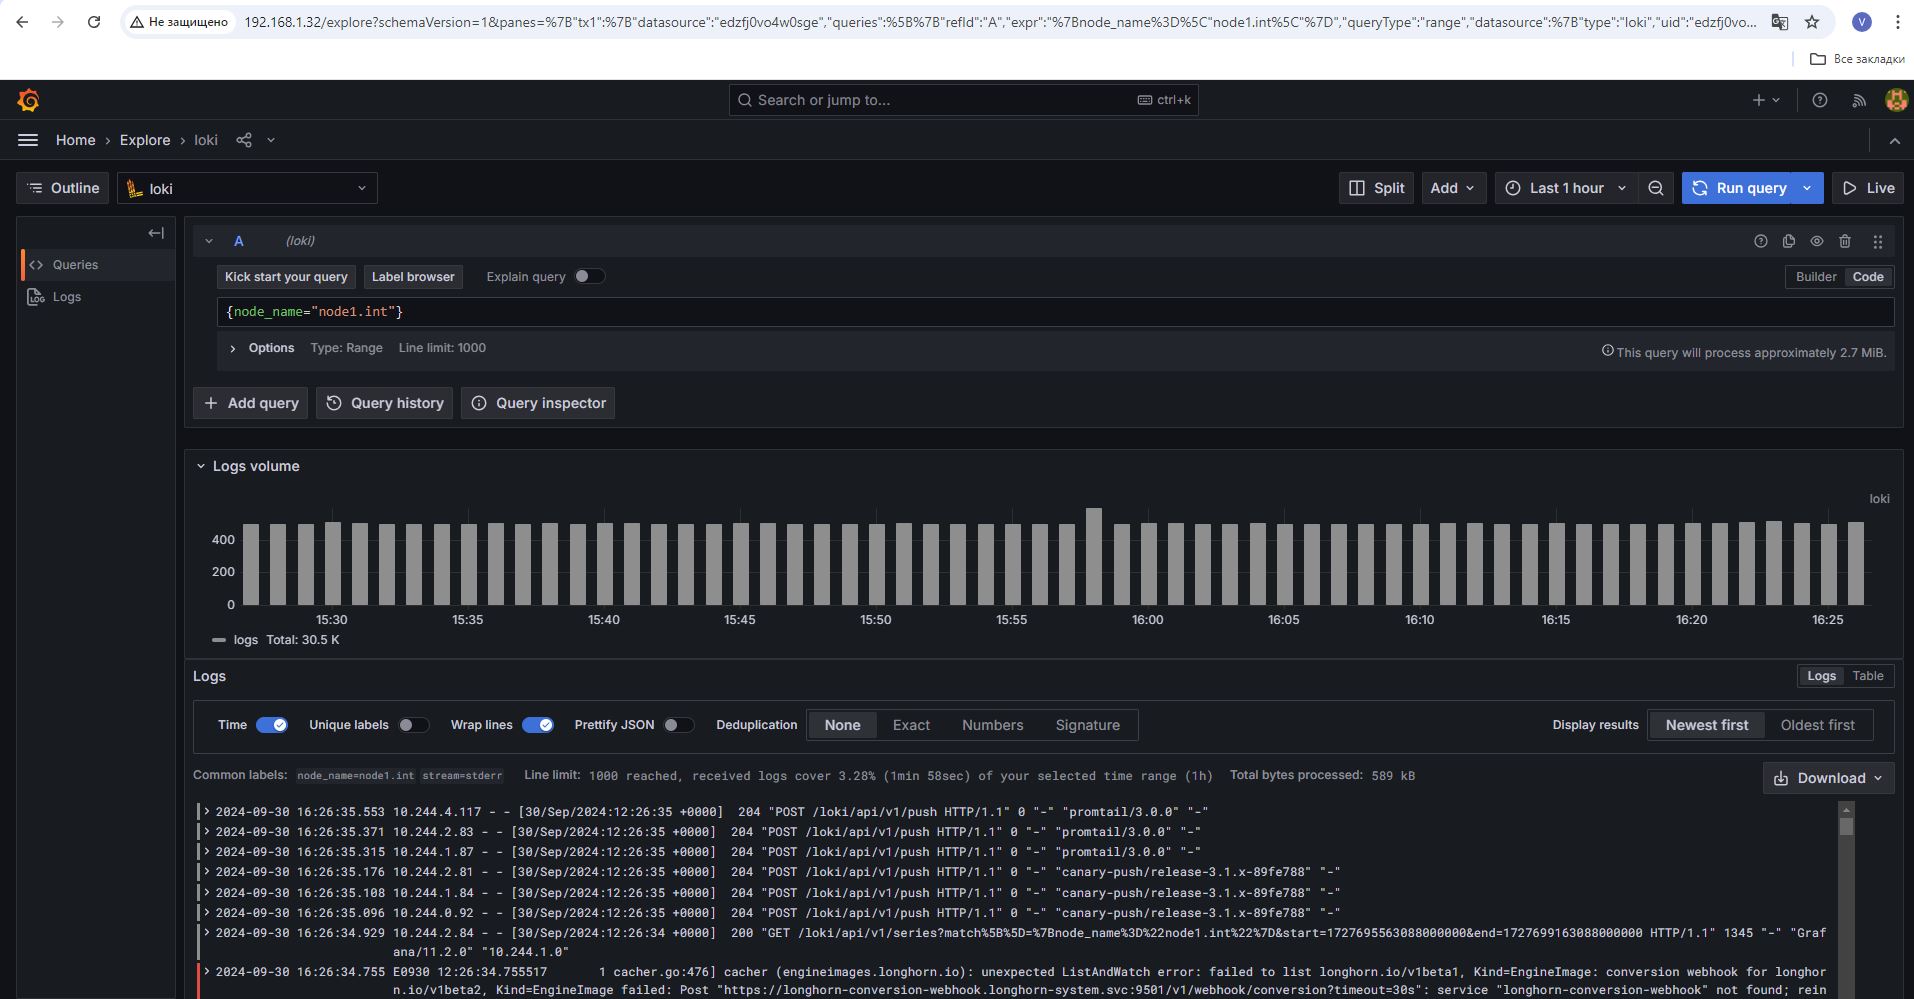 Не защищено 192.168.1.32/explore?schemaVersion=1&panes=%7B"tx1":%7B"datasource":"edzfj0vo4w0sge","queries":%5B%7B"refId":"A","expr":"%7Bnode_name%3D%5C"node1.int%5C"%7D","queryType":"range","datasource":%7B"type":"loki","uid":"edzfj0vo... V
Все закладки
Search or jump to... ctrl+k
Home › Explore › loki
Outline loki Split Add Last 1 hour Run query Live
A (loki)
Queries
Kick start your query Label browser Explain query Builder Code
Logs
{node_name="node1.int"}
Options Type: Range Line limit: 1000 This query will process approximately 2.7 MiB.
+ Add query Query history Query inspector
Logs volume
loki
400
200
0
15:30 15:35 15:40 15:45 15:50 15:55 16:00 16:05 16:10 16:15 16:20 16:25
logs Total: 30.5 K
Logs Logs Table
Time Unique labels Wrap lines Prettify JSON Deduplication None Exact Numbers Signature Display results Newest first Oldest first
Common labels: node_name=node1.int stream=stderr Line limit: 1000 reached, received logs cover 3.28% (1min 58sec) of your selected time range (1h) Total bytes processed: 589 kB
Download
2024-09-30 16:26:35.553 10.244.4.117 - - [30/Sep/2024:12:26:35 +0000] 204 "POST /loki/api/v1/push HTTP/1.1" 0 "-" "promtail/3.0.0" "-"
2024-09-30 16:26:35.371 10.244.2.83 - - [30/Sep/2024:12:26:35 +0000] 204 "POST /loki/api/v1/push HTTP/1.1" 0 "-" "promtail/3.0.0" "-"
2024-09-30 16:26:35.315 10.244.1.87 - - [30/Sep/2024:12:26:35 +0000] 204 "POST /loki/api/v1/push HTTP/1.1" 0 "-" "promtail/3.0.0" "-"
2024-09-30 16:26:35.176 10.244.2.81 - - [30/Sep/2024:12:26:35 +0000] 204 "POST /loki/api/v1/push HTTP/1.1" 0 "-" "canary-push/release-3.1.x-89fe788" "-"
2024-09-30 16:26:35.108 10.244.1.84 - - [30/Sep/2024:12:26:35 +0000] 204 "POST /loki/api/v1/push HTTP/1.1" 0 "-" "canary-push/release-3.1.x-89fe788" "-"
2024-09-30 16:26:35.096 10.244.0.92 - - [30/Sep/2024:12:26:35 +0000] 204 "POST /loki/api/v1/push HTTP/1.1" 0 "-" "canary-push/release-3.1.x-89fe788" "-"
2024-09-30 16:26:34.929 10.244.2.84 - - [30/Sep/2024:12:26:34 +0000] 200 "GET /loki/api/v1/series?match%5B%5D=%7Bnode_name%3D%22node1.int%22%7D&start=1727695563088000000&end=1727699163088000000 HTTP/1.1" 1345 "-" "Graf
ana/11.2.0" "10.244.1.0"
2024-09-30 16:26:34.755 E0930 12:26:34.755517 1 cacher.go:476] cacher (engineimages.longhorn.io): unexpected ListAndWatch error: failed to list longhorn.io/v1beta1, Kind=EngineImage: conversion webhook for longhor
n.io/v1beta2, Kind=EngineImage failed: Post "https://longhorn-conversion-webhook.longhorn-system.svc:9501/v1/webhook/conversion?timeout=30s": service "longhorn-conversion-webhook" not found; rein